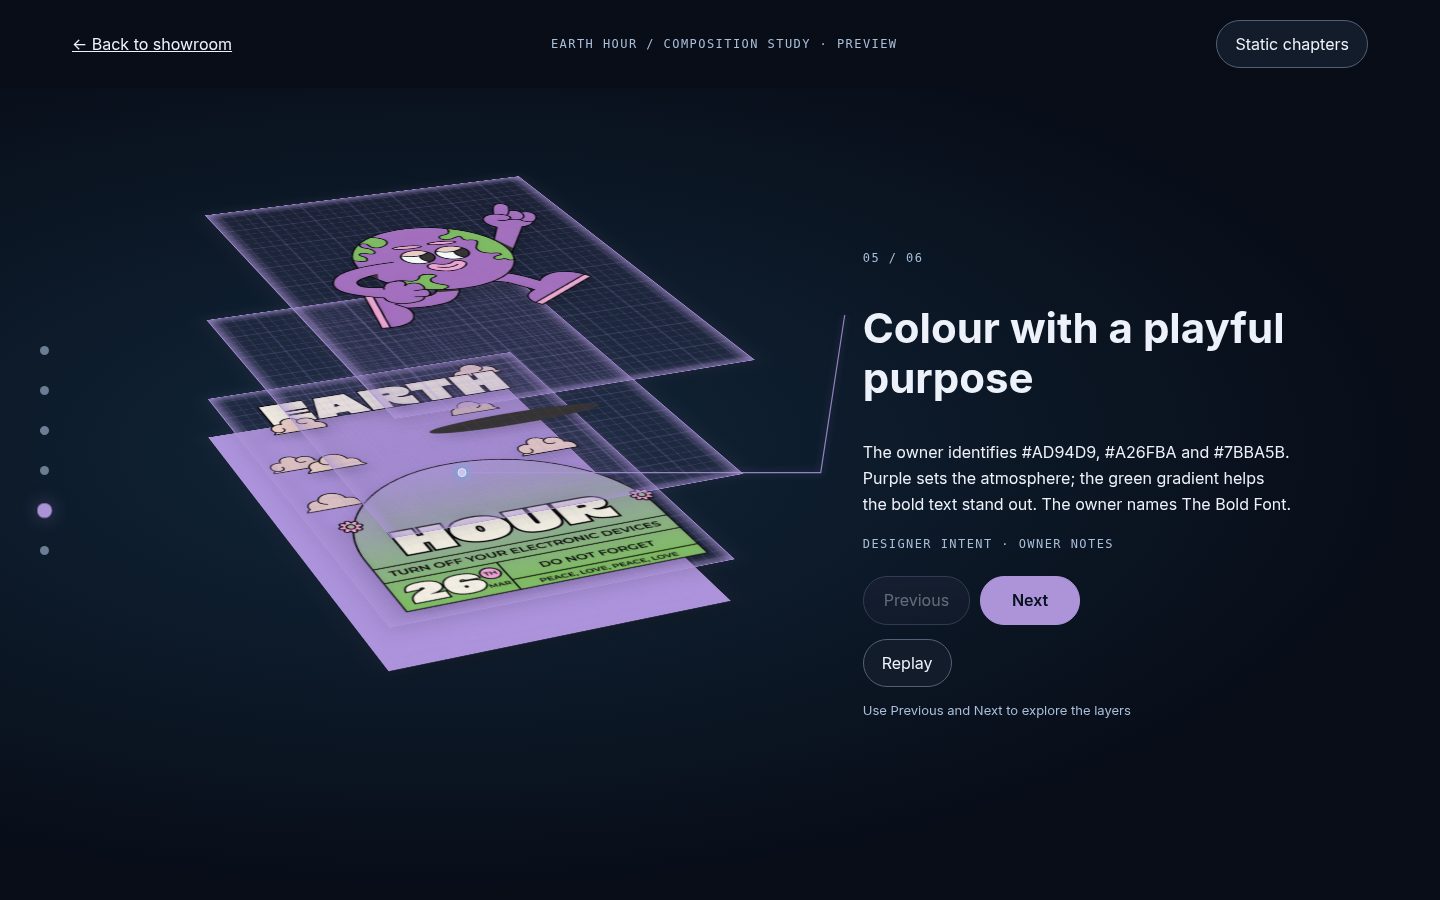 ← Back to showroom
EARTH HOUR / COMPOSITION STUDY · PREVIEW
Static chapters
EARTH
HOUR
TURN OFF YOUR ELECTRONIC DEVICES
26TH MAR
DO NOT FORGET
PEACE, LOVE, PEACE, LOVE
05 / 06
Colour with a playful
purpose
The owner identifies #AD94D9, #A26FBA and #7BBA5B.
Purple sets the atmosphere; the green gradient helps
the bold text stand out. The owner names The Bold Font.
DESIGNER INTENT · OWNER NOTES
Previous
Next
Replay
Use Previous and Next to explore the layers